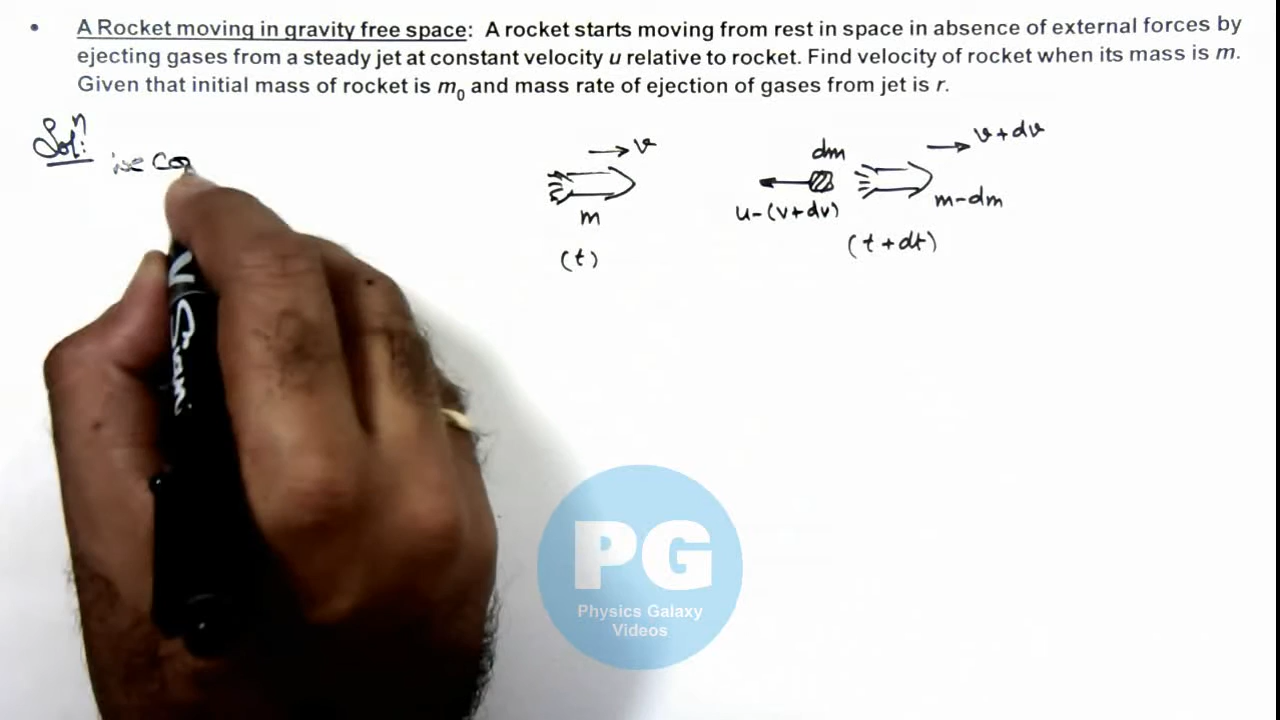 • A Rocket moving in gravity free space: A rocket starts moving from rest in space in absence of external forces by
ejecting gases from a steady jet at constant velocity u relative to rocket. Find velocity of rocket when its mass is m.
Given that initial mass of rocket is m₀ and mass rate of ejection of gases from jet is r.
Solⁿ:
we co
v
m
(t)
dm
v+dv
u-(v+dv)
m-dm
(t+dt)
V Sign
PG
Physics Galaxy
Videos